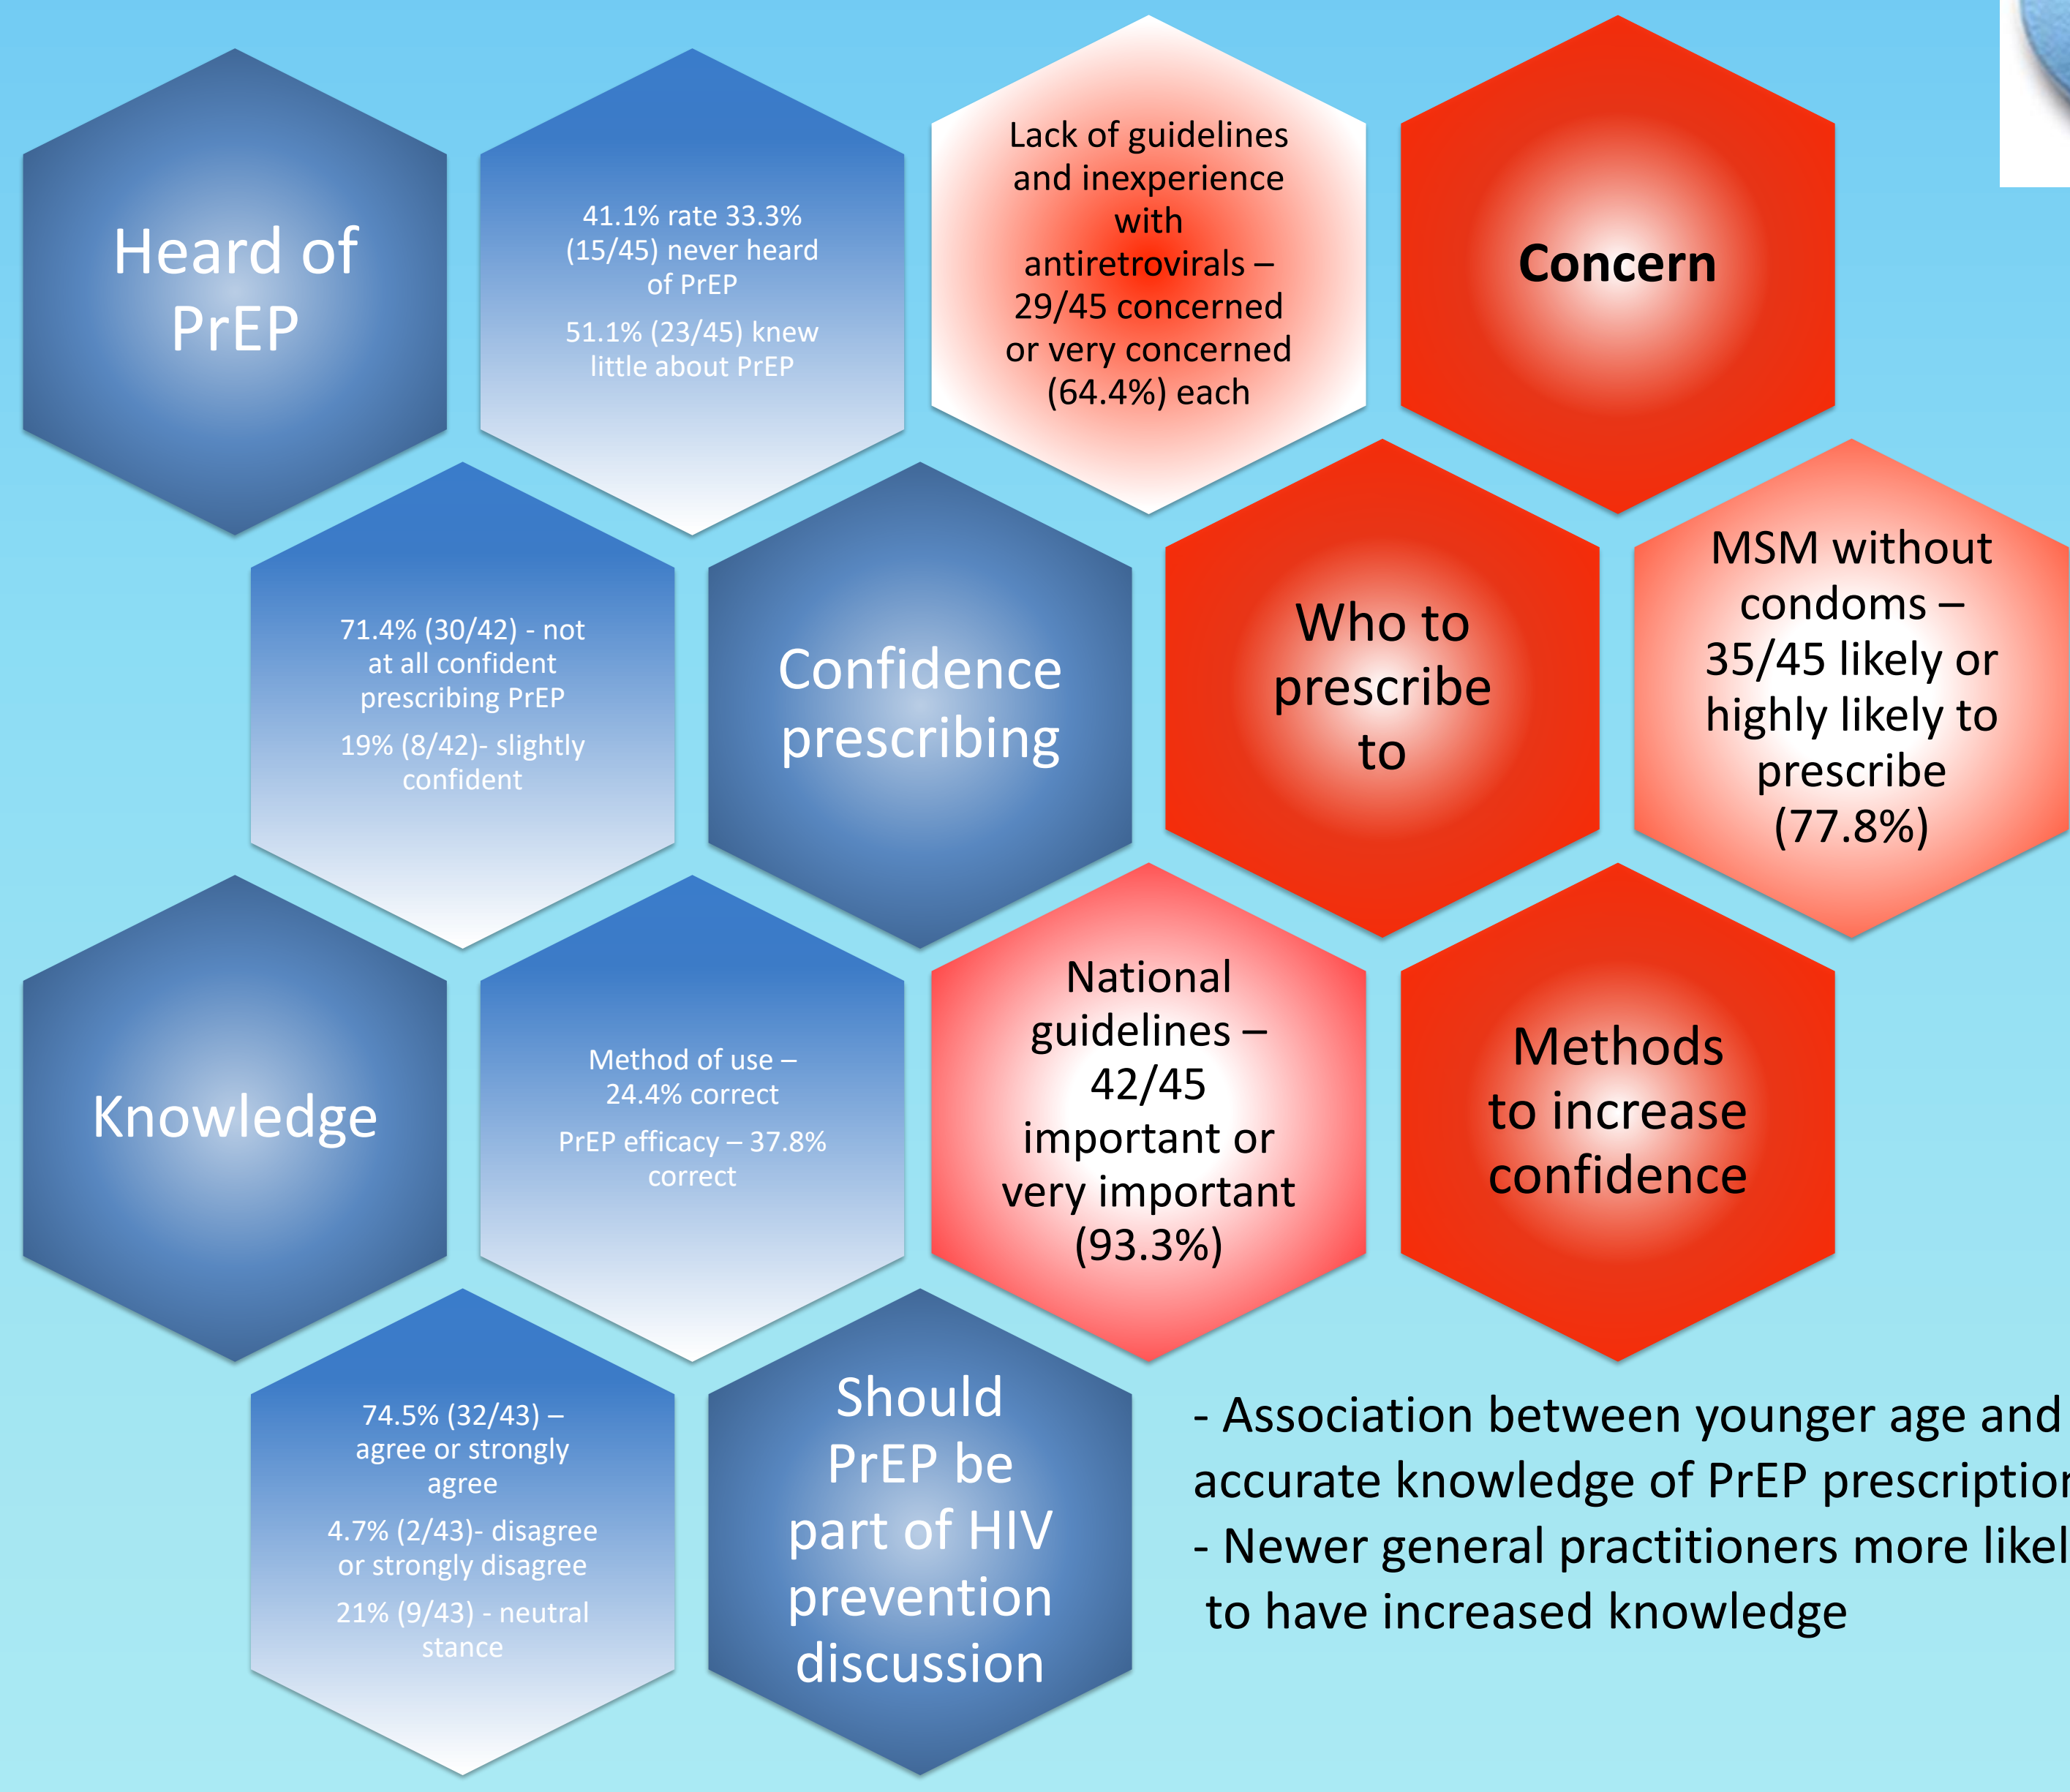 Heard of
PrEP
41.1% rate 33.3%
(15/45) never heard
of PrEP
51.1% (23/45) knew
little about PrEP
Lack of guidelines
and inexperience
with
antiretrovirals –
29/45 concerned
or very concerned
(64.4%) each
Concern
71.4% (30/42) - not
at all confident
prescribing PrEP
19% (8/42)- slightly
confident
Confidence
prescribing
Who to
prescribe
to
MSM without
condoms –
35/45 likely or
highly likely to
prescribe
(77.8%)
Knowledge
Method of use –
24.4% correct
PrEP efficacy – 37.8%
correct
National
guidelines –
42/45
important or
very important
(93.3%)
Methods
to increase
confidence
74.5% (32/43) –
agree or strongly
agree
4.7% (2/43)- disagree
or strongly disagree
21% (9/43) - neutral
stance
Should
PrEP be
part of HIV
prevention
discussion
- Association between younger age and
accurate knowledge of PrEP prescription
- Newer general practitioners more likel
to have increased knowledge